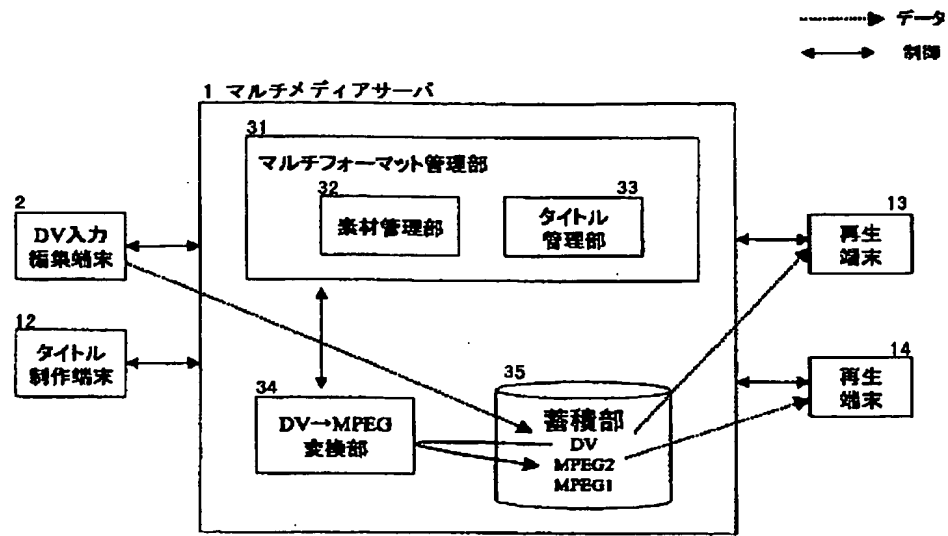 データ
制御
1 マルチメディアサーバ
31
マルチフォーマット管理部
32
素材管理部
33
タイトル
管理部
2
DV入力
編集端末
12
タイトル
制作端末
13
再生
端末
14
再生
端末
34
DV→MPEG
変換部
35
蓄積部
DV
MPEG2
MPEG1